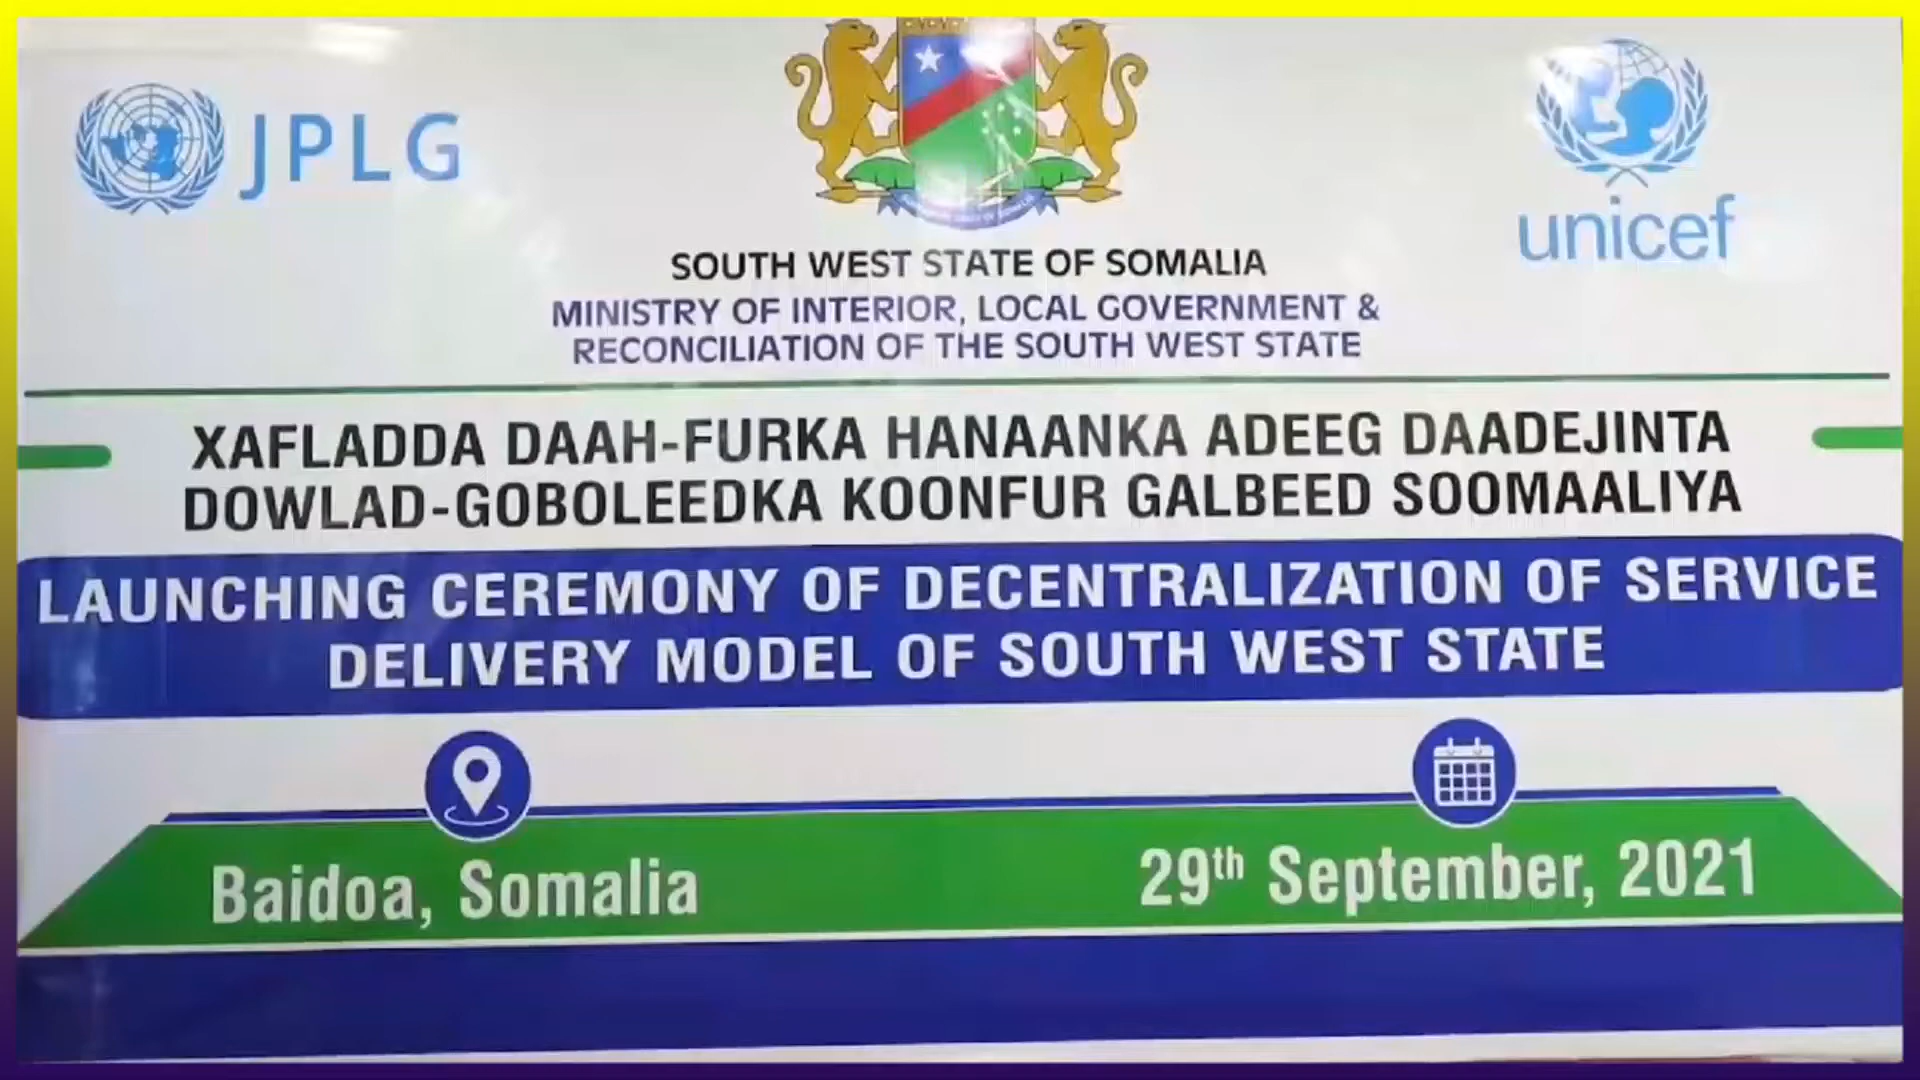 JPLG
unicef
SOUTH WEST STATE OF SOMALIA
MINISTRY OF INTERIOR, LOCAL GOVERNMENT &
RECONCILIATION OF THE SOUTH WEST STATE
XAFLADDA DAAH-FURKA HANAANKA ADEEG DAADEJINTA
DOWLAD-GOBOLEEDKA KOONFUR GALBEED SOOMAALIYA
LAUNCHING CEREMONY OF DECENTRALIZATION OF SERVICE
DELIVERY MODEL OF SOUTH WEST STATE
Baidoa, Somalia
29th September, 2021